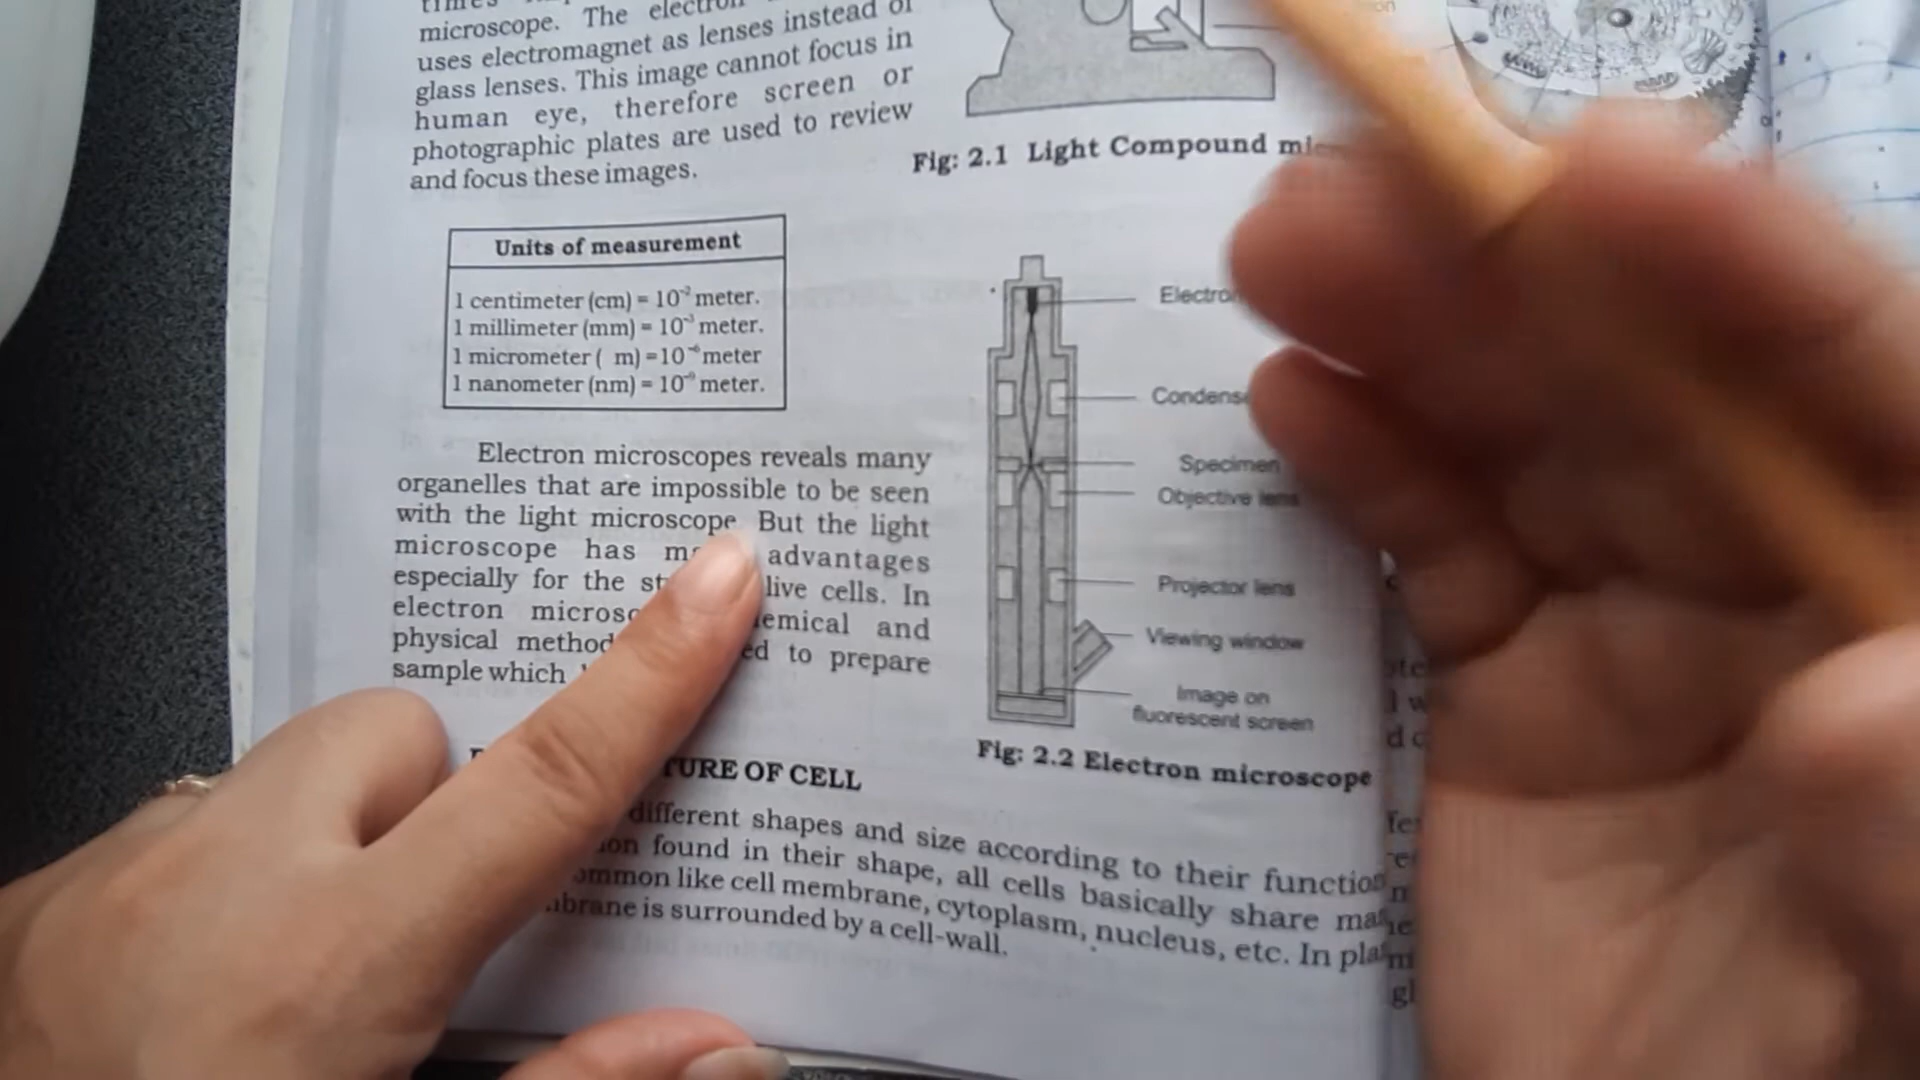 microscope. The electron
uses electromagnet as lenses instead of
glass lenses. This image cannot focus in
human eye, therefore screen or
photographic plates are used to review
and focus these images.
Fig: 2.1 Light Compound
Units of measurement
1 centimeter (cm) = 10⁻² meter.
1 millimeter (mm) = 10⁻³ meter.
1 micrometer ( m) =10⁻⁶ meter
1 nanometer (nm) = 10⁻⁹ meter.
Electron microscopes reveals many
organelles that are impossible to be seen
with the light microscope. But the light
microscope has advantages
especially for the live cells. In
electron and
physical to prepare
sample which
Specimen
Objective lens
Projector lens
Viewing window
Image on
fluorescent screen
Fig: 2.2 Electron microscope
OF CELL
different shapes and size according to their function
found in their shape, all cells basically share
like cell membrane, cytoplasm, nucleus, etc. In
is surrounded by a cell-wall.